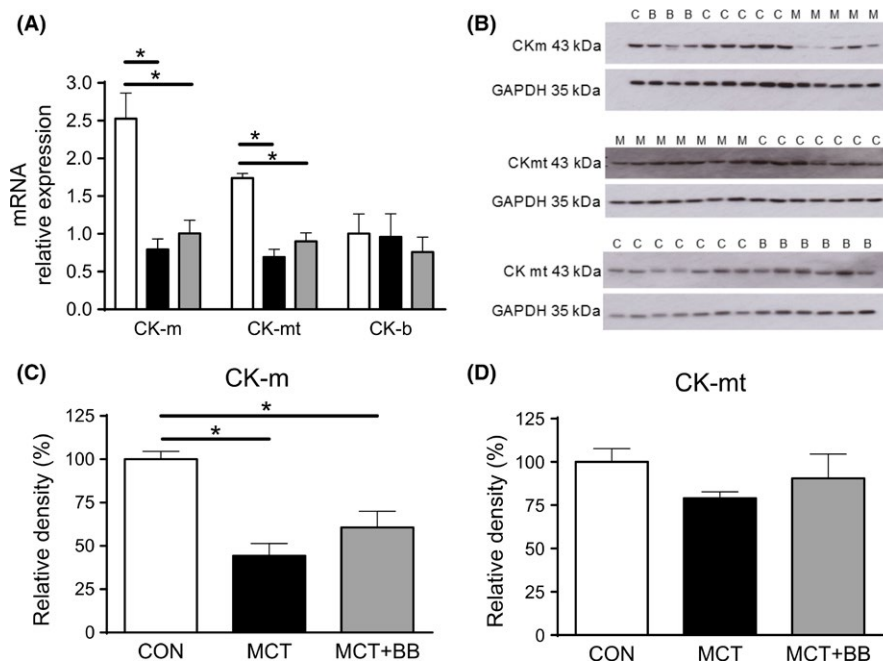 (A)
*
*
*
*
3.0
2.5
2.0
1.5
1.0
0.5
0.0
mRNA
relative expression
CK-m CK-mt CK-b
(B)
C B B B C C C C C M M M M M
CKm 43 kDa
GAPDH 35 kDa
M M M M M M M C C C C C C C
CKmt 43 kDa
GAPDH 35 kDa
C C C C C C C B B B B B B
CK mt 43 kDa
GAPDH 35 kDa
(C)
CK-m
*
*
125
100
75
50
25
0
Relative density (%)
CON MCT MCT+BB
(D)
CK-mt
125
100
75
50
25
0
Relative density (%)
CON MCT MCT+BB